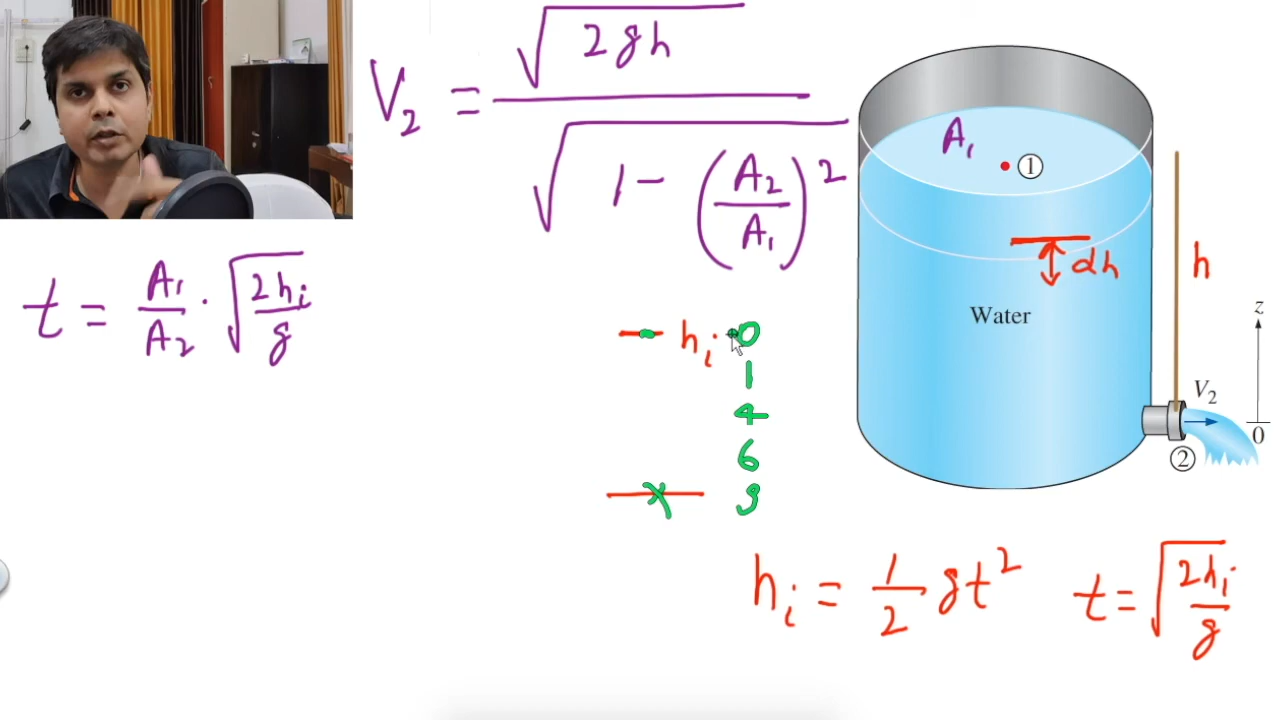 V₂ = √(2gh) / √(1 - (A₂/A₁)²)
A₁
①
dh
h
Water
z
V₂
0
②
t = A₁/A₂ · √(2hᵢ/g)
hᵢ
0
1
4
6
9
hᵢ = 1/2 gt²
t = √(2hᵢ/g)